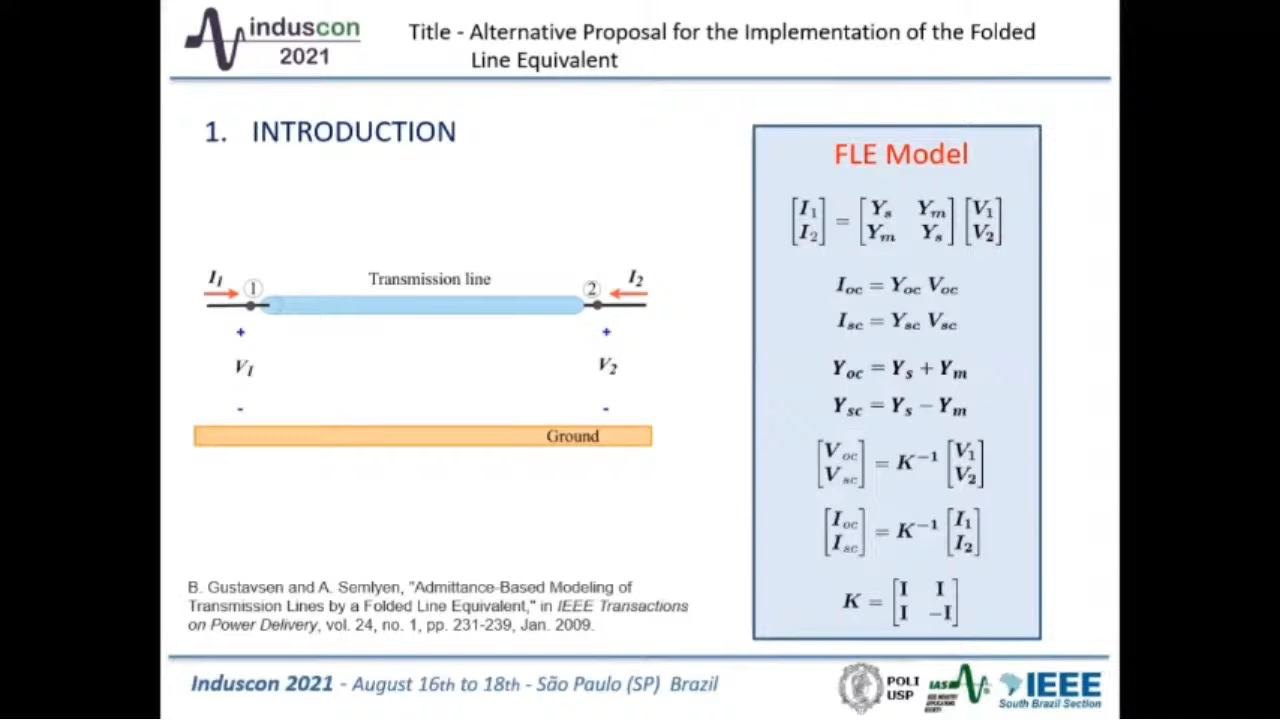 induscon
2021
Title - Alternative Proposal for the Implementation of the Folded
Line Equivalent
1. INTRODUCTION
I1
1
Transmission line
2
I2
+
+
V1
V2
-
-
Ground
B. Gustavsen and A. Semlyen, "Admittance-Based Modeling of
Transmission Lines by a Folded Line Equivalent," in IEEE Transactions
on Power Delivery, vol. 24, no. 1, pp. 231-239, Jan. 2009.
FLE Model
[I1 I2] = [Ys Ym Ym Ys] [V1 V2]
Ioc = Yoc Voc
Isc = Ysc Vsc
Yoc = Ys + Ym
Ysc = Ys − Ym
[Voc Vsc] = K−1 [V1 V2]
[Ioc Isc] = K−1 [I1 I2]
K = [I I I −I]
Induscon 2021 - August 16th to 18th - São Paulo (SP) Brazil
POLI
USP
IAS
IEEE INDUSTRY
APPLICATIONS
SOCIETY
IEEE
South Brazil Section